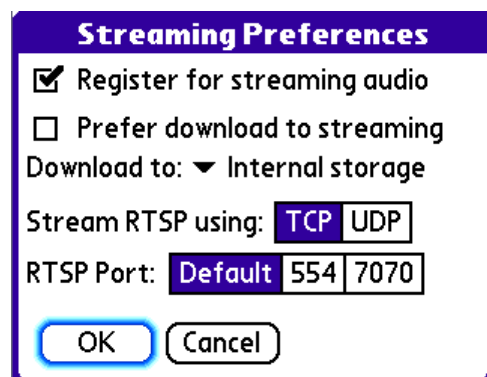 Streaming Preferences
Register for streaming audio
Prefer download to streaming
Download to: Internal storage
Stream RTSP using: TCP UDP
RTSP Port: Default 554 7070
OK Cancel